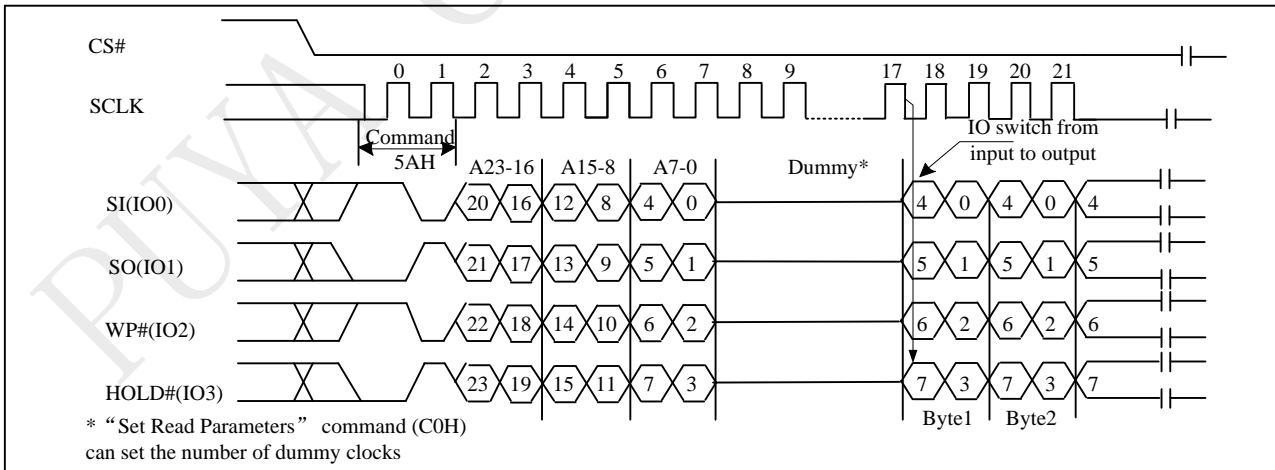 CS#
0 1 2 3 4 5 6 7 8 9 17 18 19 20 21
SCLK
Command
5AH
IO switch from
input to output
A23-16 A15-8 A7-0 Dummy*
SI(IO0) 20 16 12 8 4 0 4 0 4 0 4
SO(IO1) 21 17 13 9 5 1 5 1 5 1 5
WP#(IO2) 22 18 14 10 6 2 6 2 6 2 6
HOLD#(IO3) 23 19 15 11 7 3 7 3 7 3 7
Byte1 Byte2
* “Set Read Parameters” command (C0H)
can set the number of dummy clocks
PUYA